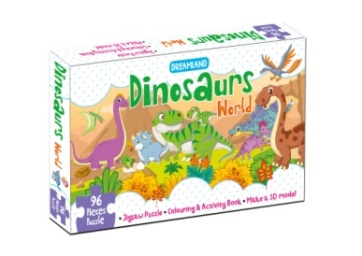 DREAMLAND
Dinosaurs
World
96
Pieces
Puzzle
• Jigsaw Puzzle • Colouring & Activity Book • Make a 3D model
Dinosaurs World